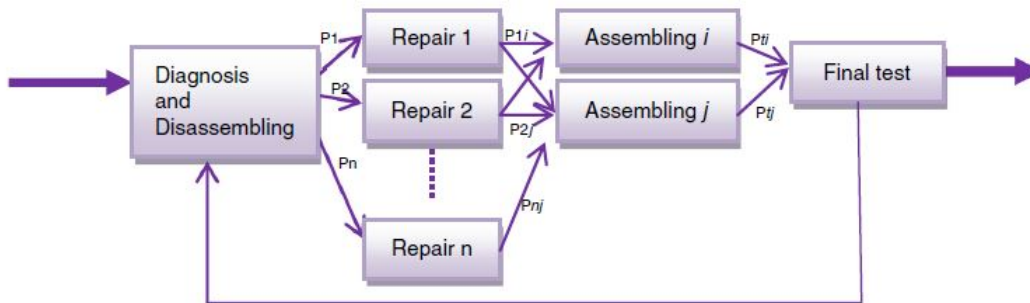 P1
Repair 1
P1i
Assembling i
Pti
Final test
Diagnosis
and
Disassembling
P2
Repair 2
P2j
Assembling j
Ptj
Pn
Repair n
Pnj